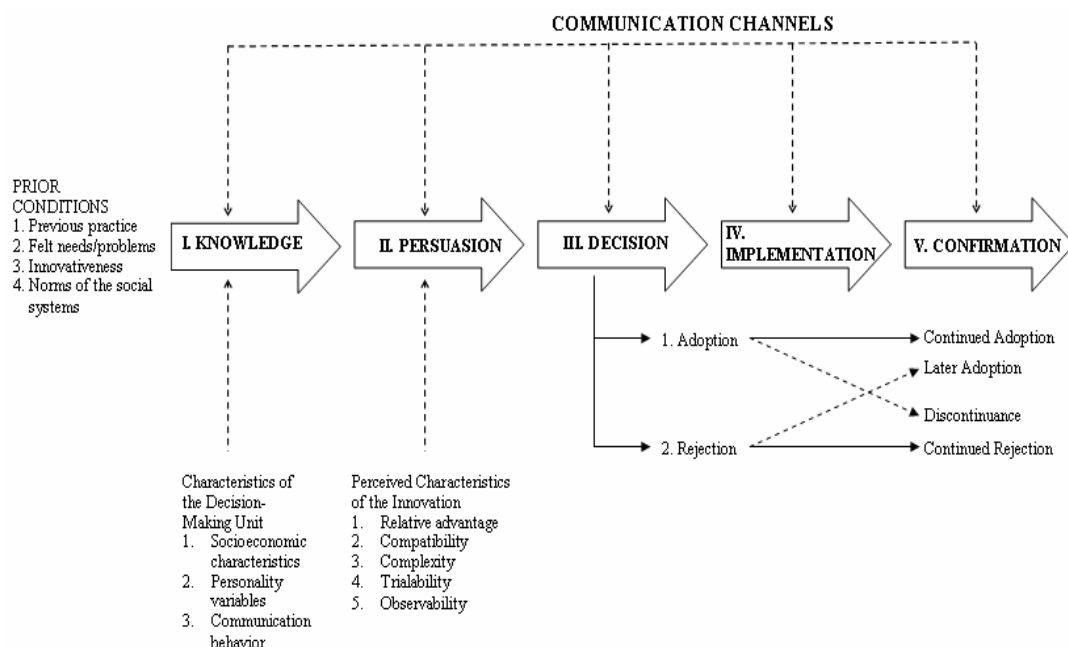 COMMUNICATION CHANNELS
PRIOR
CONDITIONS
1. Previous practice
2. Felt needs/problems
3. Innovativeness
4. Norms of the social
systems
I. KNOWLEDGE
II. PERSUASION
III. DECISION
IV.
IMPLEMENTATION
V. CONFIRMATION
1. Adoption
2. Rejection
Continued Adoption
Later Adoption
Discontinuance
Continued Rejection
Characteristics of
the Decision-
Making Unit
1. Socioeconomic
characteristics
2. Personality
variables
3. Communication
behavior
Perceived Characteristics
of the Innovation
1. Relative advantage
2. Compatibility
3. Complexity
4. Trialability
5. Observability